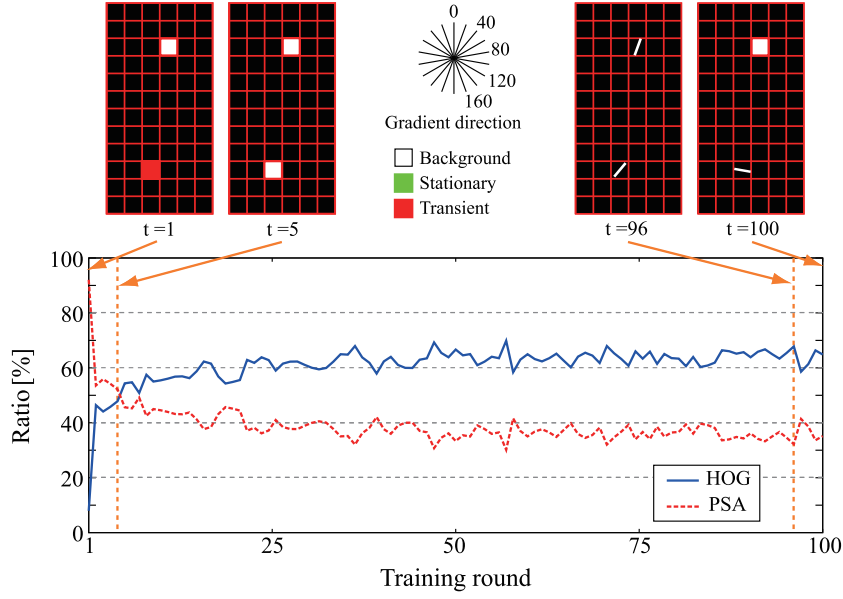 0
40
80
120
160
Gradient direction
Background
Stationary
Transient
t =1
t =5
t =96
t =100
100
80
60
40
20
0
Ratio [%]
HOG
PSA
1
25
50
75
100
Training round